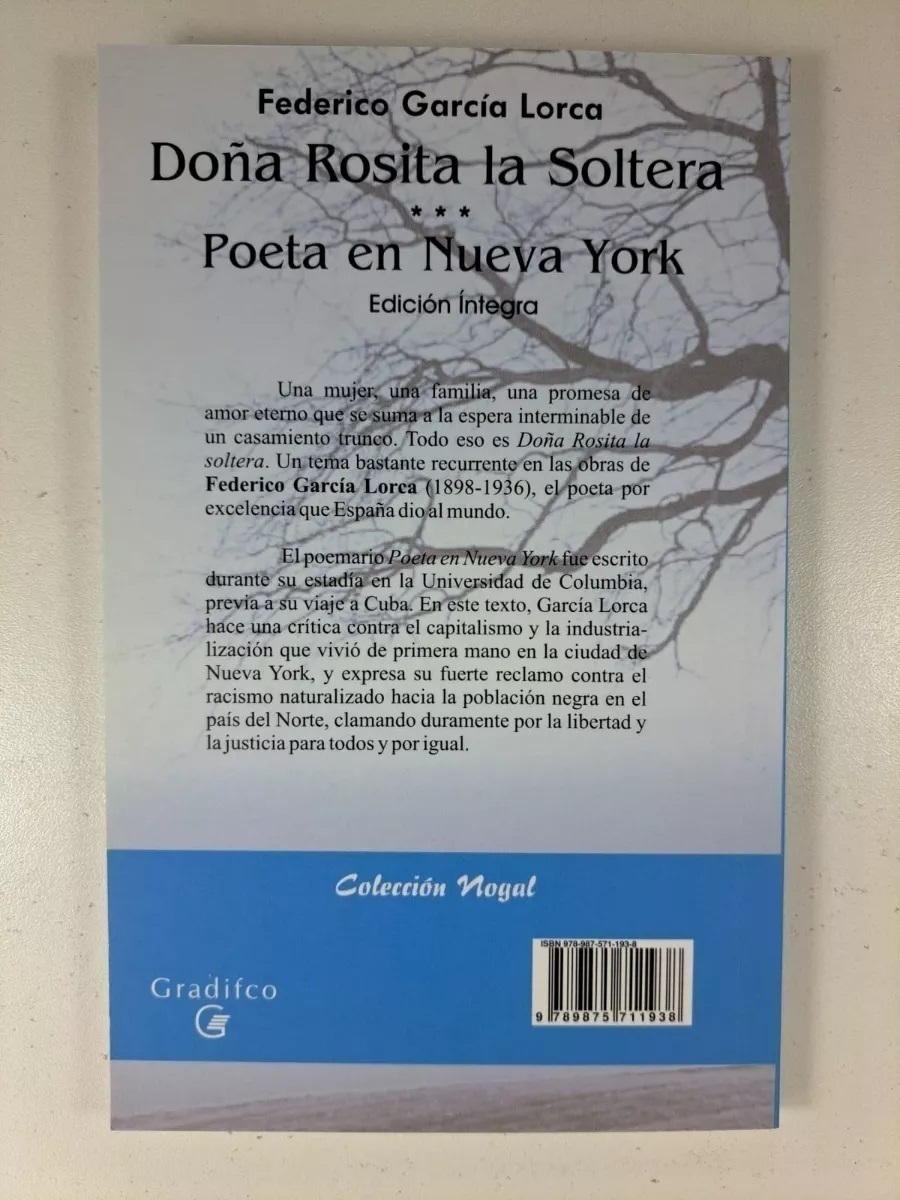 Federico García Lorca
Doña Rosita la Soltera
* * *
Poeta en Nueva York
Edición Íntegra
Una mujer, una familia, una promesa de
amor eterno que se suma a la espera interminable de
un casamiento trunco. Todo eso es Doña Rosita la
soltera. Un tema bastante recurrente en las obras de
Federico García Lorca (1898-1936), el poeta por
excelencia que España dio al mundo.
El poemario Poeta en Nueva York fue escrito
durante su estadía en la Universidad de Columbia,
previa a su viaje a Cuba. En este texto, García Lorca
hace una crítica contra el capitalismo y la industria-
lización que vivió de primera mano en la ciudad de
Nueva York, y expresa su fuerte reclamo contra el
racismo naturalizado hacia la población negra en el
país del Norte, clamando duramente por la libertad y
la justicia para todos y por igual.
Colección Nogal
ISBN 978-987-571-193-8
9 789875 711938
Gradifco
G